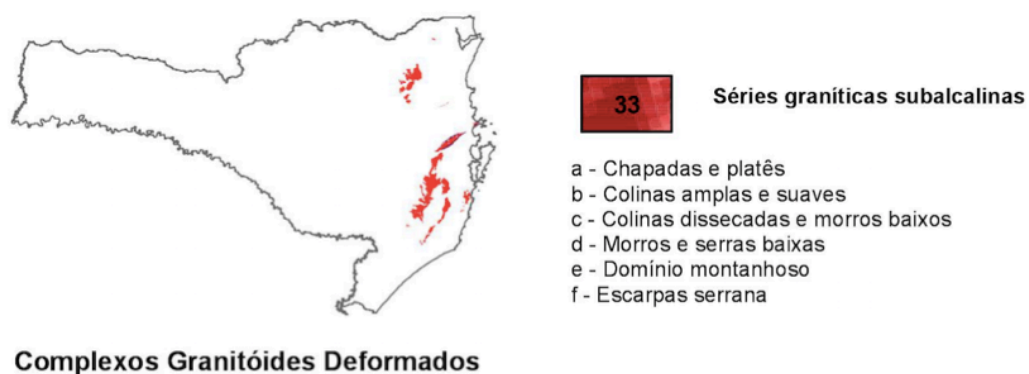 33
Séries graníticas subalcalinas
a - Chapadas e platês
b - Colinas amplas e suaves
c - Colinas dissecadas e morros baixos
d - Morros e serras baixas
e - Domínio montanhoso
f - Escarpas serrana
Complexos Granitóides Deformados